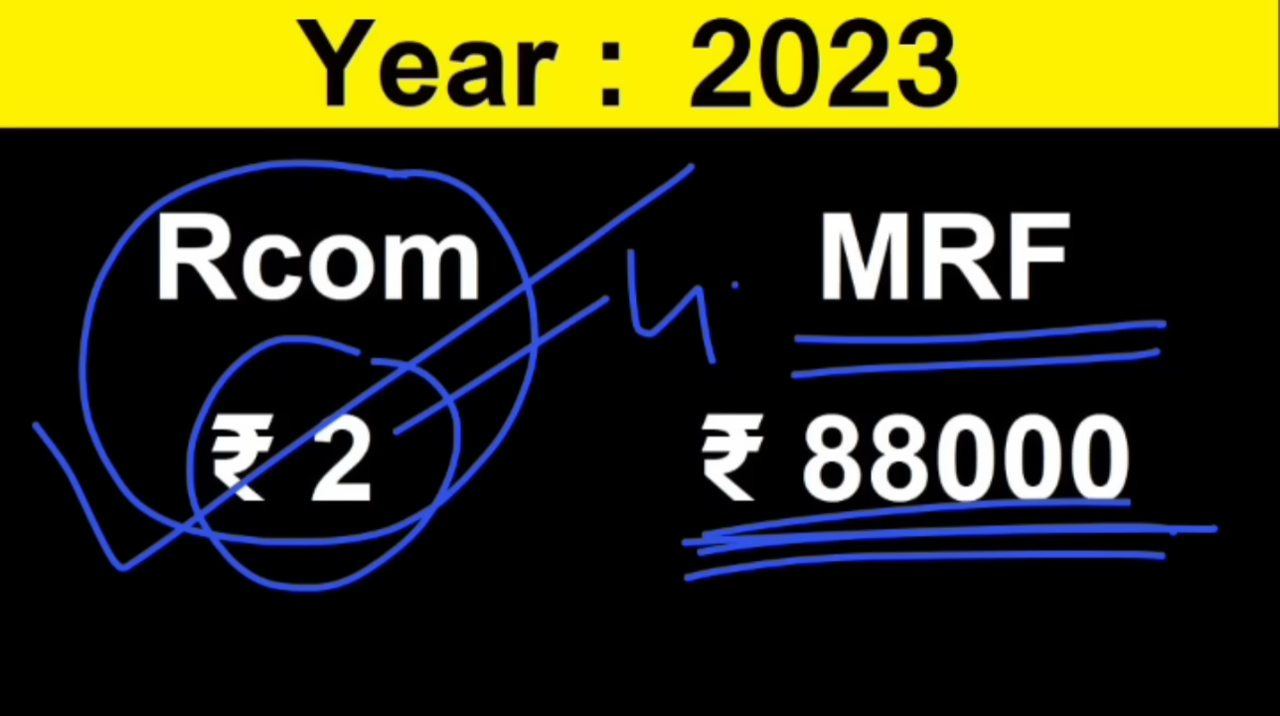 Year : 2023
Rcom
MRF
₹ 2
₹ 88000